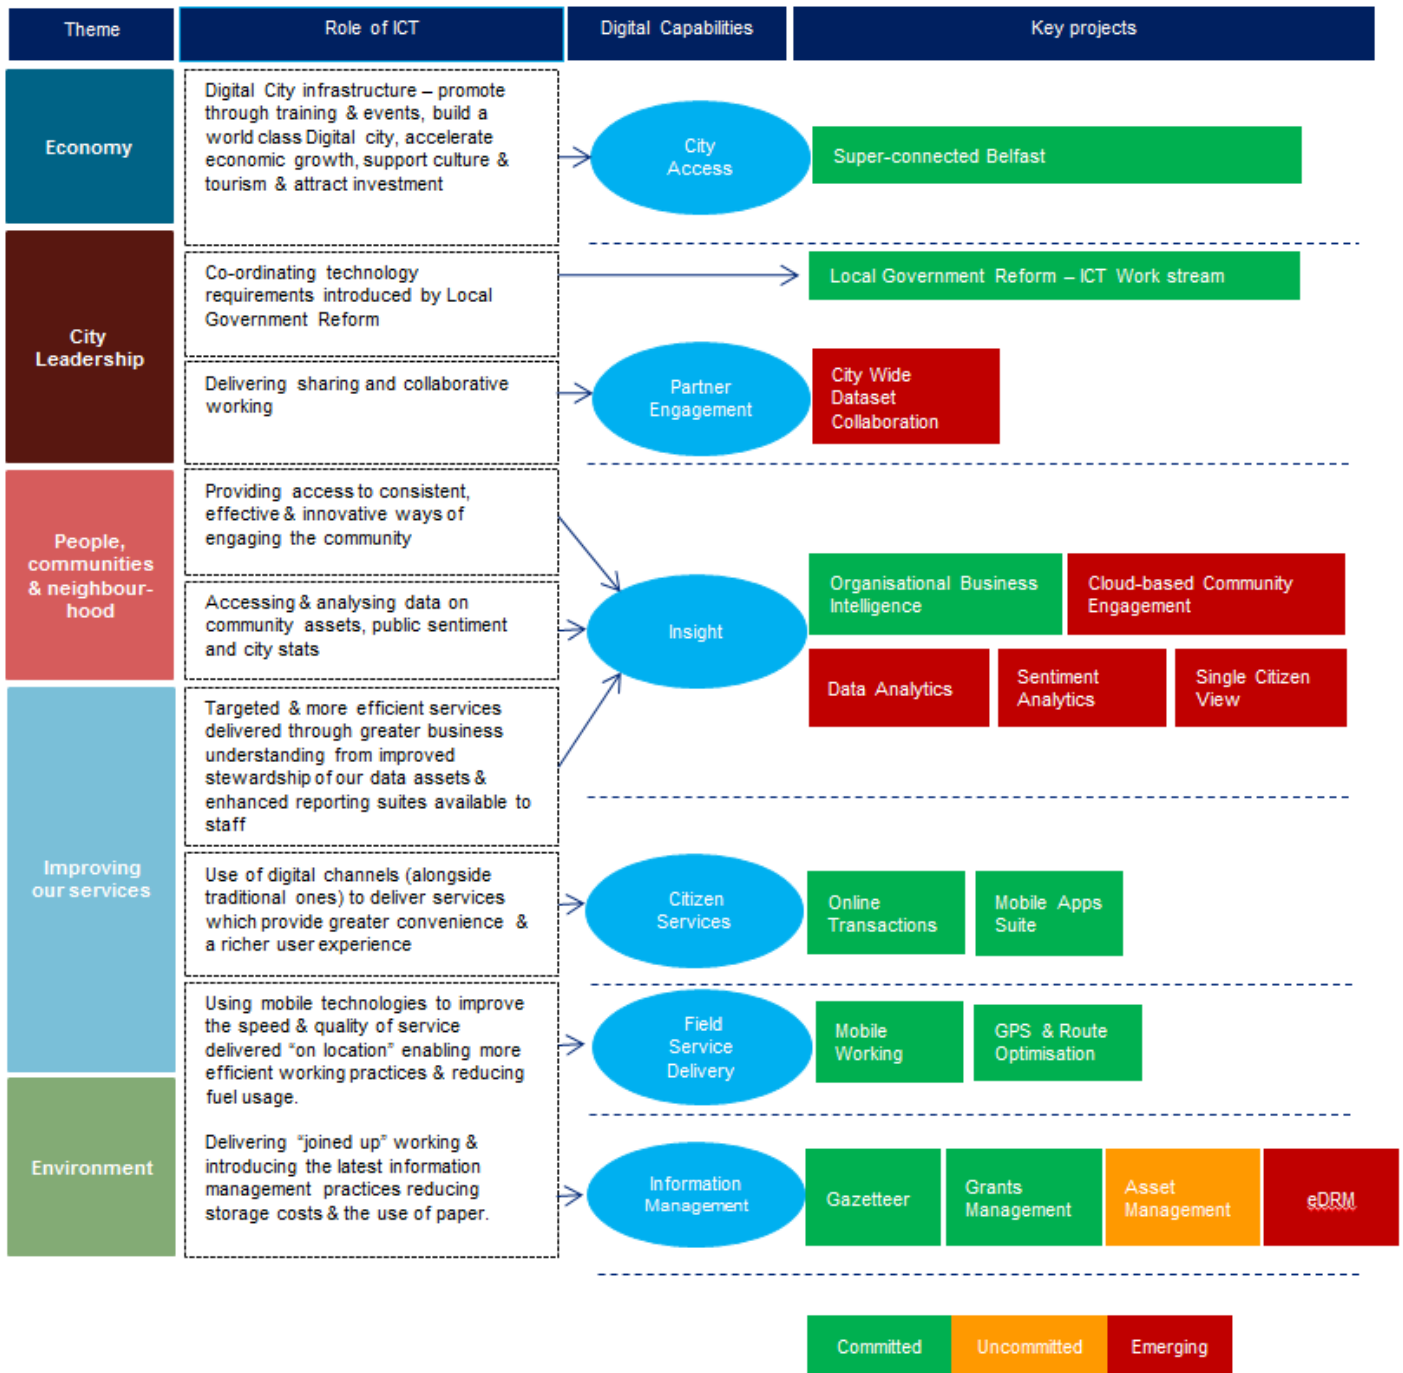 Theme
Role of ICT
Digital Capabilities
Key projects
Economy
Digital City infrastructure – promote
through training & events, build a
world class Digital city, accelerate
economic growth, support culture &
tourism & attract investment
City
Access
Super-connected Belfast
City
Leadership
Co-ordinating technology
requirements introduced by Local
Government Reform
Local Government Reform – ICT Work stream
Delivering sharing and collaborative
working
Partner
Engagement
City Wide
Dataset
Collaboration
People,
communities
& neighbour-
hood
Providing access to consistent,
effective & innovative ways of
engaging the community
Accessing & analysing data on
community assets, public sentiment
and city stats
Insight
Organisational Business
Intelligence
Cloud-based Community
Engagement
Data Analytics
Sentiment
Analytics
Single Citizen
View
Improving
our services
Targeted & more efficient services
delivered through greater business
understanding from improved
stewardship of our data assets &
enhanced reporting suites available to
staff
Use of digital channels (alongside
traditional ones) to deliver services
which provide greater convenience &
a richer user experience
Citizen
Services
Online
Transactions
Mobile Apps
Suite
Using mobile technologies to improve
the speed & quality of service
delivered “on location” enabling more
efficient working practices & reducing
fuel usage.
Field
Service
Delivery
Mobile
Working
GPS & Route
Optimisation
Environment
Delivering “joined up” working &
introducing the latest information
management practices reducing
storage costs & the use of paper.
Information
Management
Gazetteer
Grants
Management
Asset
Management
eDRM
Committed
Uncommitted
Emerging